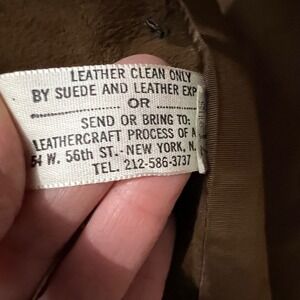 LEATHER CLEAN ONLY
BY SUEDE AND LEATHER EXP
OR
SEND OR BRING TO:
LEATHERCRAFT PROCESS OF A
54 W. 56th ST.-NEW YORK, N.
TEL. 212-586-3737